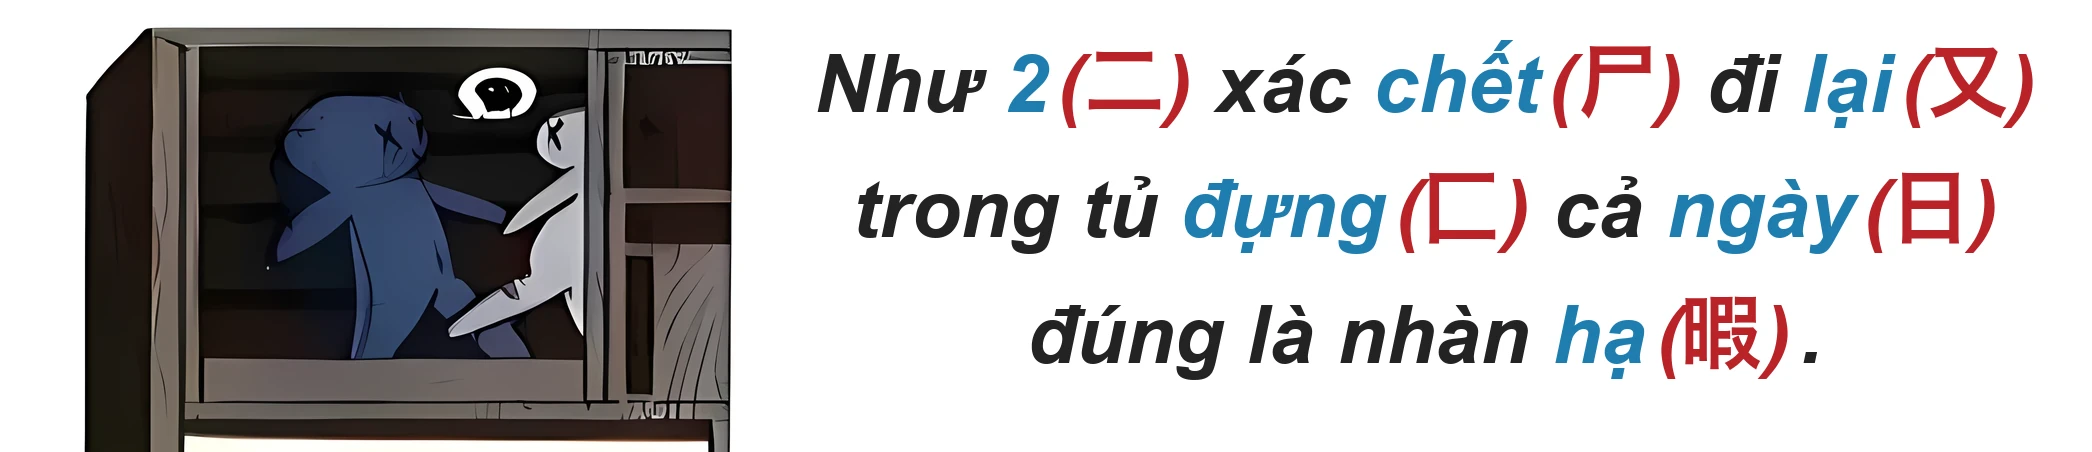 Như 2(二) xác chết(尸) đi lại(又)
trong tủ đựng(匚) cả ngày(日)
đúng là nhàn hạ(暇).